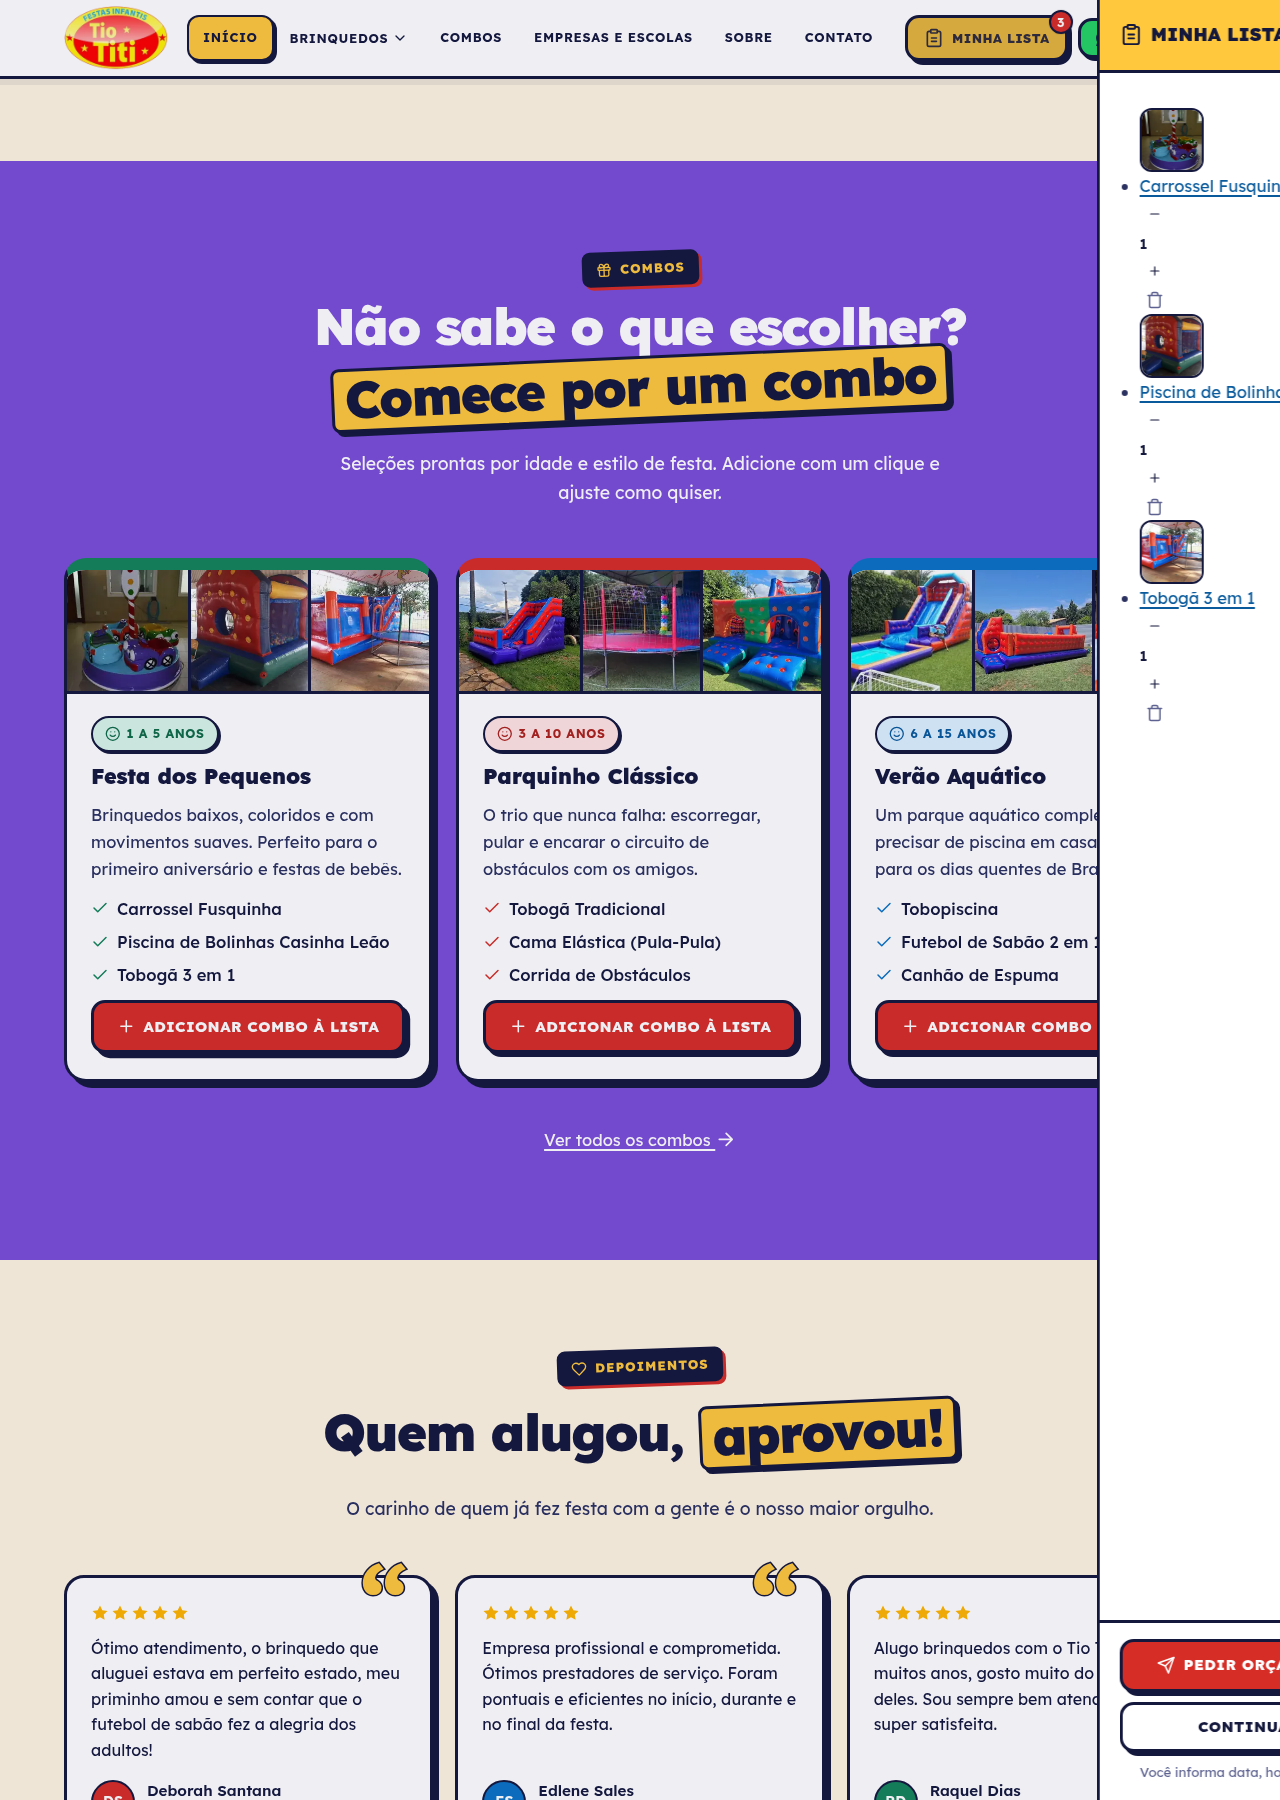 FESTAS INFANTIS
Tio
Titi
INÍCIO
BRINQUEDOS
COMBOS
EMPRESAS E ESCOLAS
SOBRE
CONTATO
MINHA LISTA
3
MINHA LISTA
Carrossel Fusquin
1
Piscina de Bolinha
1
Tobogã 3 em 1
1
COMBOS
Não sabe o que escolher?
Comece por um combo
Seleções prontas por idade e estilo de festa. Adicione com um clique e
ajuste como quiser.
1 A 5 ANOS
Festa dos Pequenos
Brinquedos baixos, coloridos e com
movimentos suaves. Perfeito para o
primeiro aniversário e festas de bebês.
Carrossel Fusquinha
Piscina de Bolinhas Casinha Leão
Tobogã 3 em 1
ADICIONAR COMBO À LISTA
3 A 10 ANOS
Parquinho Clássico
O trio que nunca falha: escorregar,
pular e encarar o circuito de
obstáculos com os amigos.
Tobogã Tradicional
Cama Elástica (Pula-Pula)
Corrida de Obstáculos
ADICIONAR COMBO À LISTA
6 A 15 ANOS
Verão Aquático
Um parque aquático comple
precisar de piscina em casa
para os dias quentes de Bra
Tobopiscina
Futebol de Sabão 2 em 1
Canhão de Espuma
ADICIONAR COMBO
Ver todos os combos
DEPOIMENTOS
Quem alugou, aprovou!
O carinho de quem já fez festa com a gente é o nosso maior orgulho.
Ótimo atendimento, o brinquedo que
aluguei estava em perfeito estado, meu
priminho amou e sem contar que o
futebol de sabão fez a alegria dos
adultos!
DS
Deborah Santana
Empresa profissional e comprometida.
Ótimos prestadores de serviço. Foram
pontuais e eficientes no início, durante e
no final da festa.
ES
Edlene Sales
Alugo brinquedos com o Tio T
muitos anos, gosto muito do
deles. Sou sempre bem atend
super satisfeita.
RD
Raquel Dias
PEDIR ORÇA
CONTINUA
Você informa data, ho